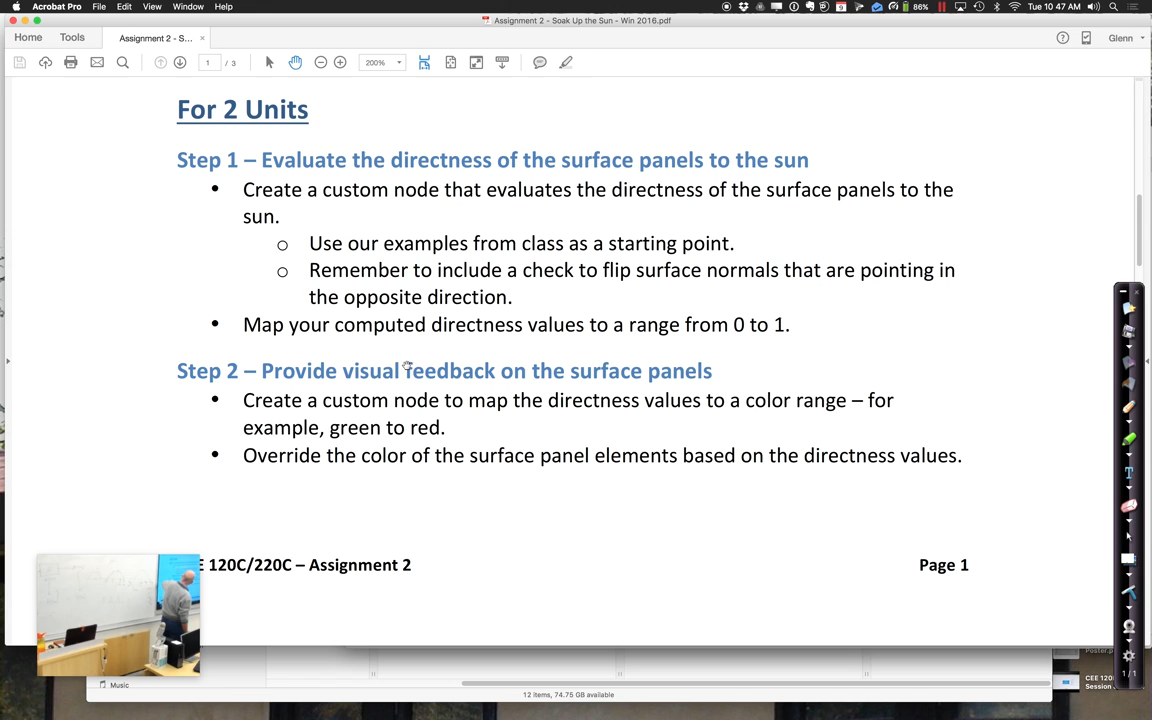 Acrobat Pro File Edit View Window Help
86%
Tue 10 47 AM
Assignment 2 - Soak Up the Sun - Win 2016.pdf
Home Tools Assignment 2 - S... ×
Glenn
1 / 3
200%
For 2 Units
Step 1 – Evaluate the directness of the surface panels to the sun
• Create a custom node that evaluates the directness of the surface panels to the
sun.
o Use our examples from class as a starting point.
o Remember to include a check to flip surface normals that are pointing in
the opposite direction.
• Map your computed directness values to a range from 0 to 1.
Step 2 – Provide visual feedback on the surface panels
• Create a custom node to map the directness values to a color range – for
example, green to red.
• Override the color of the surface panel elements based on the directness values.
E 120C/220C – Assignment 2
Page 1
1 / 1
Poster.p
CEE 120
Session
Music
12 items, 74.75 GB available